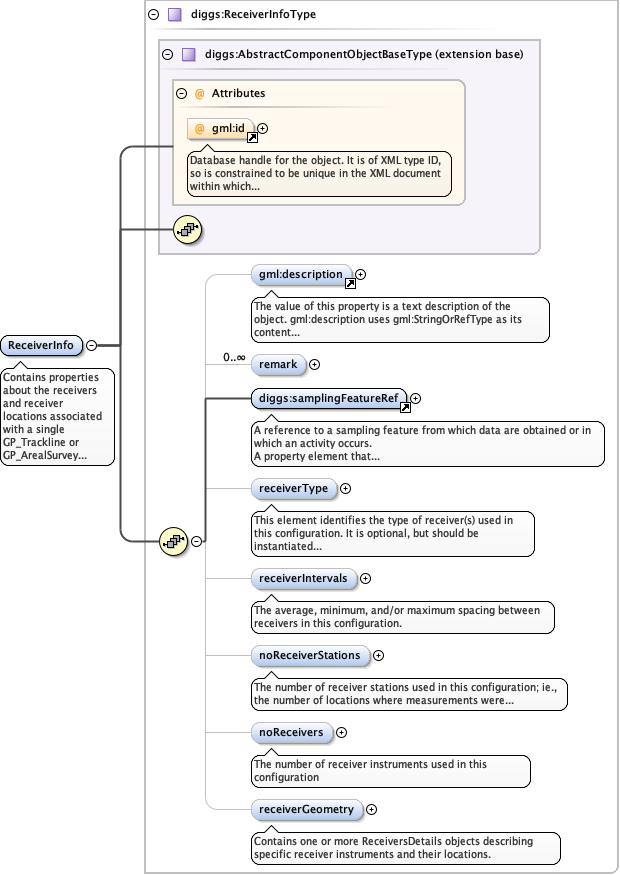 diggs:ReceiverInfoType
diggs:AbstractComponentObjectBaseType (extension base)
@ Attributes
@ gml:id
Database handle for the object. It is of XML type ID,
so is constrained to be unique in the XML document
within which...
gml:description
The value of this property is a text description of the
object. gml:description uses gml:StringOrRefType as its
content...
0..∞
remark
ReceiverInfo
Contains properties
about the receivers
and receiver
locations associated
with a single
GP_Trackline or
GP_ArealSurvey...
diggs:samplingFeatureRef
A reference to a sampling feature from which data are obtained or in
which an activity occurs.
A property element that...
receiverType
This element identifies the type of receiver(s) used in
this configuration. It is optional, but should be
instantiated...
receiverIntervals
The average, minimum, and/or maximum spacing between
receivers in this configuration.
noReceiverStations
The number of receiver stations used in this configuration; ie.,
the number of locations where measurements were...
noReceivers
The number of receiver instruments used in this
configuration
receiverGeometry
Contains one or more ReceiversDetails objects describing
specific receiver instruments and their locations.